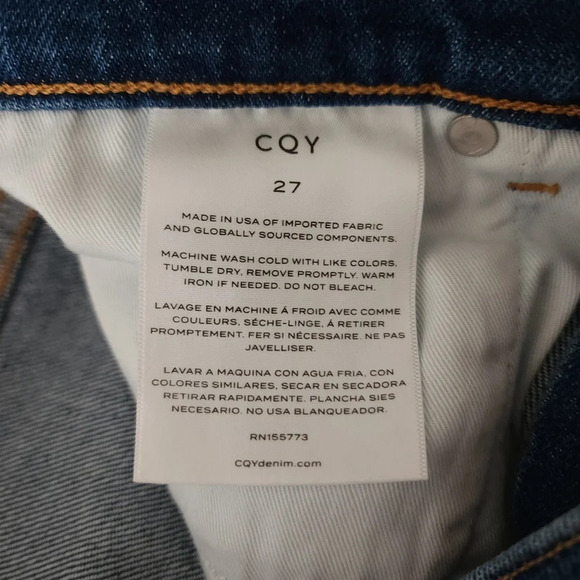 CQY
27
MADE IN USA OF IMPORTED FABRIC
AND GLOBALLY SOURCED COMPONENTS.
MACHINE WASH COLD WITH LIKE COLORS,
TUMBLE DRY, REMOVE PROMPTLY. WARM
IRON IF NEEDED. DO NOT BLEACH.
LAVAGE EN MACHINE Á FROID AVEC COMME
COULEURS, SÉCHE-LINGE, Á RETIRER
PROMPTEMENT. FER SI NÉCESSAIRE. NE PAS
JAVELLISER.
LAVAR A MAQUINA CON AGUA FRIA, CON
COLORES SIMILARES, SECAR EN SECADORA
RETIRAR RAPIDAMENTE. PLANCHA SIES
NECESARIO. NO USA BLANQUEADOR.
RN155773
CQYdenim.com